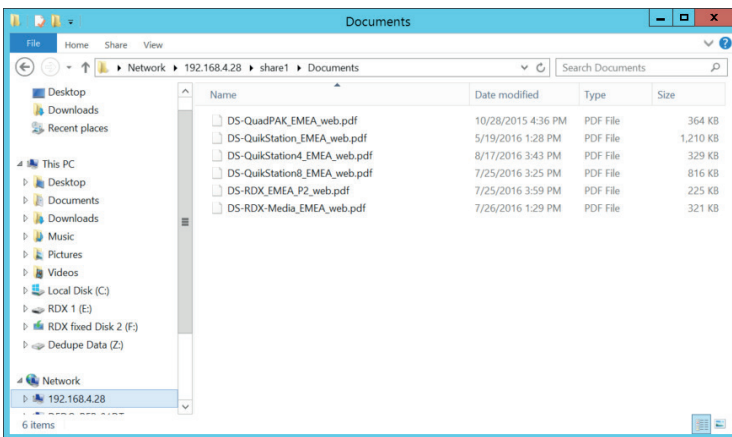 Documents
File Home Share View
Network 192.168.4.28 share1 Documents
Search Documents
Desktop
Downloads
Recent places
This PC
Desktop
Documents
Downloads
Music
Pictures
Videos
Local Disk (C:)
RDX 1 (E:)
RDX fixed Disk 2 (F:)
Dedupe Data (Z:)
Network
192.168.4.28
Name Date modified Type Size
DS-QuadPAK_EMEA_web.pdf 10/28/2015 4:36 PM PDF File 364 KB
DS-QuikStation_EMEA_web.pdf 5/19/2016 1:28 PM PDF File 1,210 KB
DS-QuikStation4_EMEA_web.pdf 8/17/2016 3:43 PM PDF File 329 KB
DS-QuikStation8_EMEA_web.pdf 7/25/2016 3:25 PM PDF File 816 KB
DS-RDX_EMEA_P2_web.pdf 7/25/2016 3:59 PM PDF File 225 KB
DS-RDX-Media_EMEA_web.pdf 7/26/2016 1:29 PM PDF File 321 KB
6 items